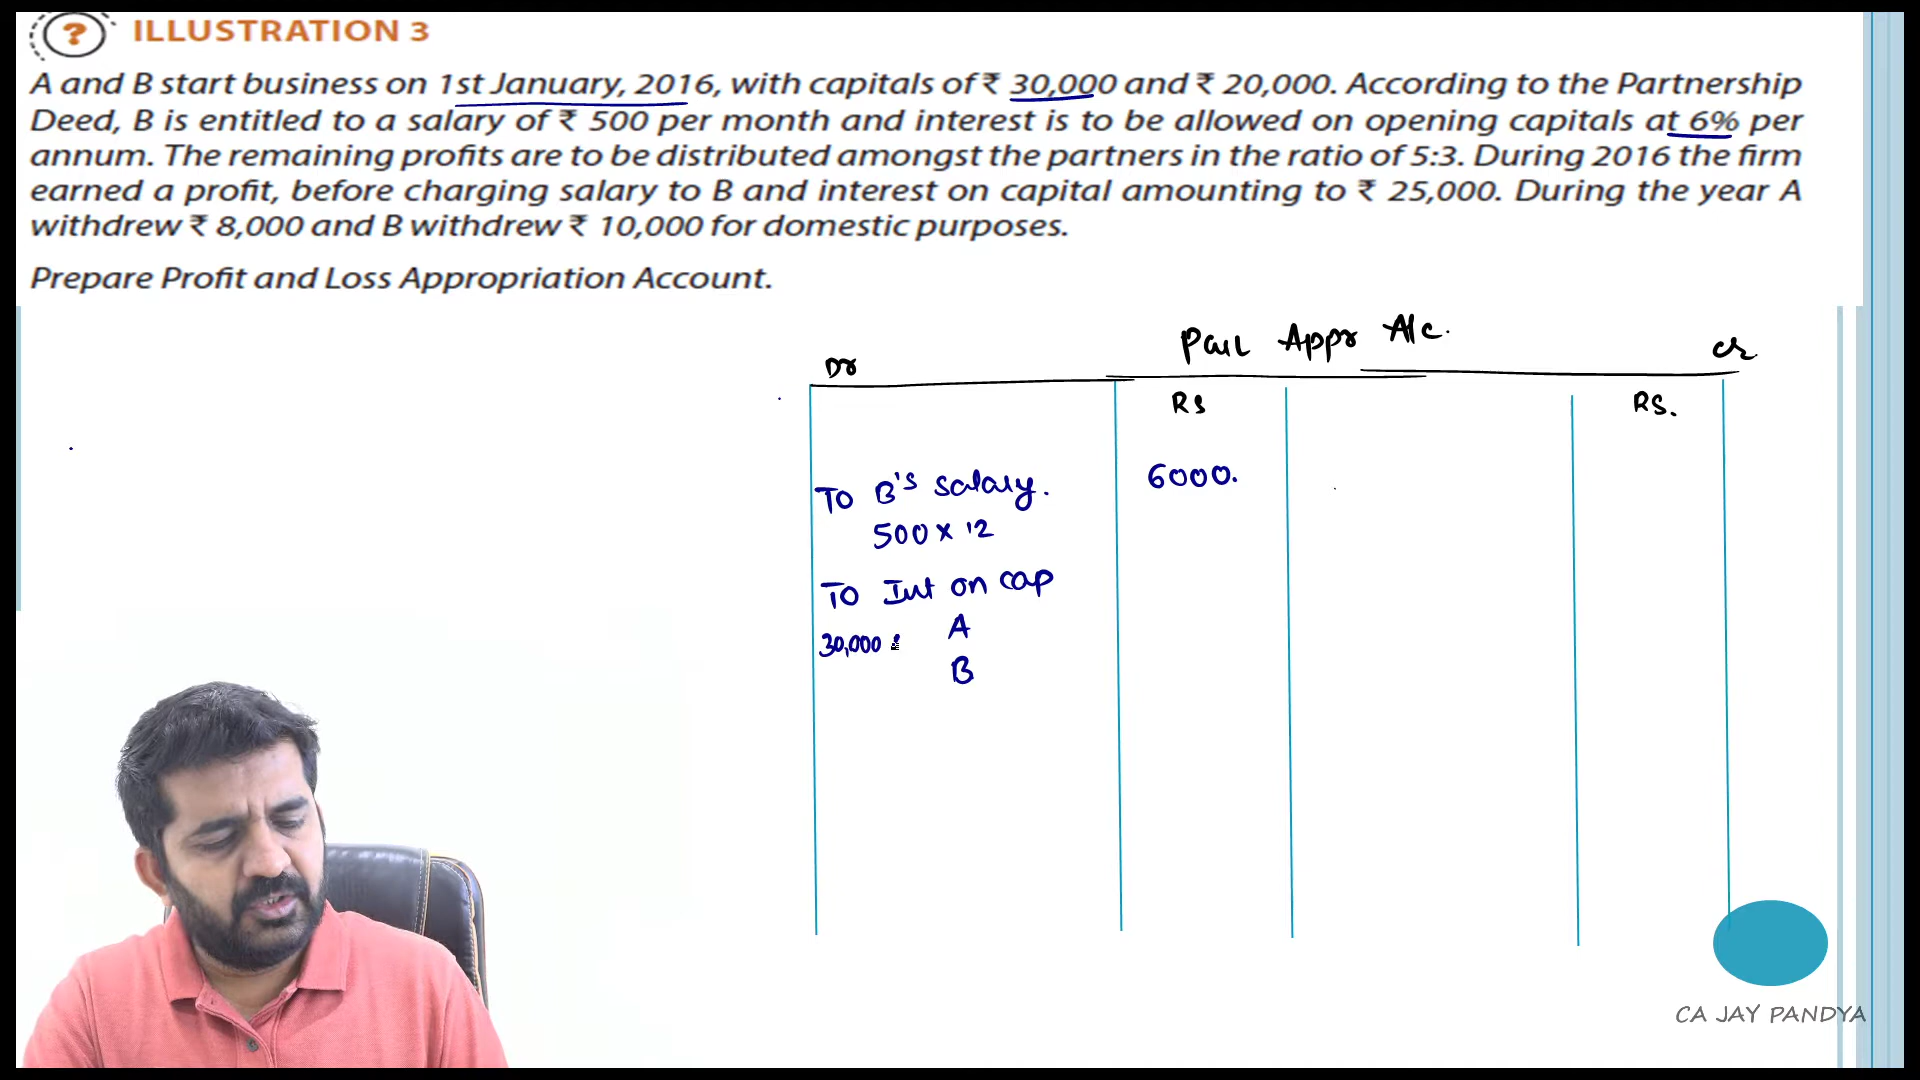 ?
ILLUSTRATION 3
A and B start business on 1st January, 2016, with capitals of ₹ 30,000 and ₹ 20,000. According to the Partnership
Deed, B is entitled to a salary of ₹ 500 per month and interest is to be allowed on opening capitals at 6% per
annum. The remaining profits are to be distributed amongst the partners in the ratio of 5:3. During 2016 the firm
earned a profit, before charging salary to B and interest on capital amounting to ₹ 25,000. During the year A
withdrew ₹ 8,000 and B withdrew ₹ 10,000 for domestic purposes.
Prepare Profit and Loss Appropriation Account.
P&L Appr A/c.
Dr Cr
Rs RS.
TO B's salary. 6000.
500 x 12
TO Int on cap
A
30,000
B
CA JAY PANDYA